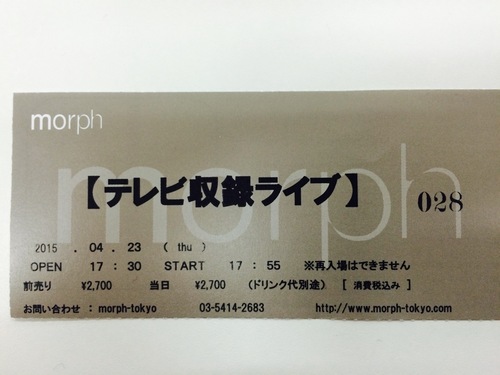 morph
morph
【テレビ収録ライブ】 028
2015 . 04 . 23 ( thu )
OPEN 17 : 30 START 17 : 55 ※再入場はできません
前売り ¥2,700 当日 ¥2,700 (ドリンク代別途) [ 消費税込み ]
お問い合わせ : morph-tokyo 03-5414-2683 http://www.morph-tokyo.com